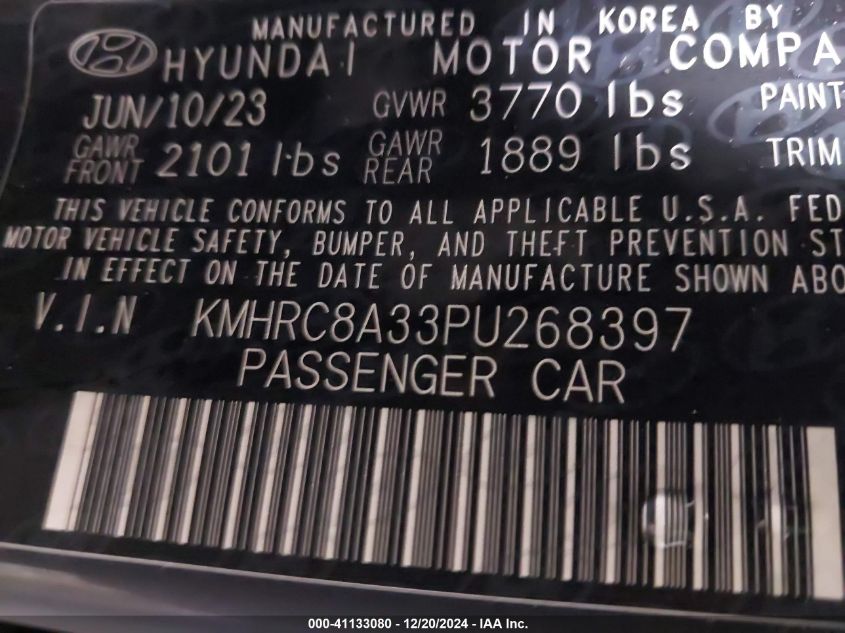 MANUFACTURED IN KOREA BY
HYUNDAI MOTOR COMPA
JUN/10/23 GVWR 3770 lbs PAINT
GAWR FRONT 2101 lbs GAWR REAR 1889 lbs TRIM
THIS VEHICLE CONFORMS TO ALL APPLICABLE U.S.A. FED
MOTOR VEHICLE SAFETY, BUMPER, AND THEFT PREVENTION ST
IN EFFECT ON THE DATE OF MANUFACTURE SHOWN ABO
V.I.N KMHRC8A33PU268397
PASSENGER CAR
000-41133080 - 12/20/2024 - IAA Inc.